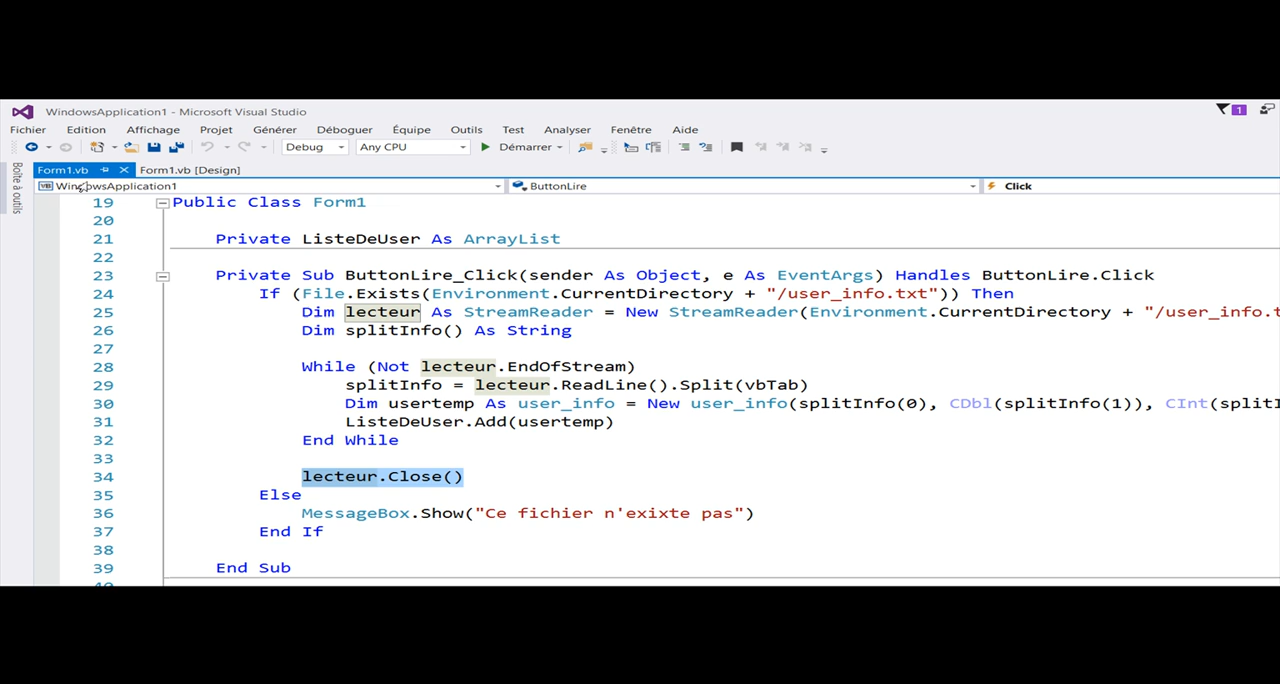 WindowsApplication1 - Microsoft Visual Studio
1
Fichier Edition Affichage Projet Générer Déboguer Équipe Outils Test Analyser Fenêtre Aide
Debug Any CPU Démarrer
Boîte à outils
Form1.vb Form1.vb [Design]
VB WindowsApplication1 ButtonLire Click
19 Public Class Form1
20
21 Private ListeDeUser As ArrayList
22
23 Private Sub ButtonLire_Click(sender As Object, e As EventArgs) Handles ButtonLire.Click
24 If (File.Exists(Environment.CurrentDirectory + "/user_info.txt")) Then
25 Dim lecteur As StreamReader = New StreamReader(Environment.CurrentDirectory + "/user_info.t
26 Dim splitInfo() As String
27
28 While (Not lecteur.EndOfStream)
29 splitInfo = lecteur.ReadLine().Split(vbTab)
30 Dim usertemp As user_info = New user_info(splitInfo(0), CDbl(splitInfo(1)), CInt(splitI
31 ListeDeUser.Add(usertemp)
32 End While
33
34 lecteur.Close()
35 Else
36 MessageBox.Show("Ce fichier n'exixte pas")
37 End If
38
39 End Sub
40